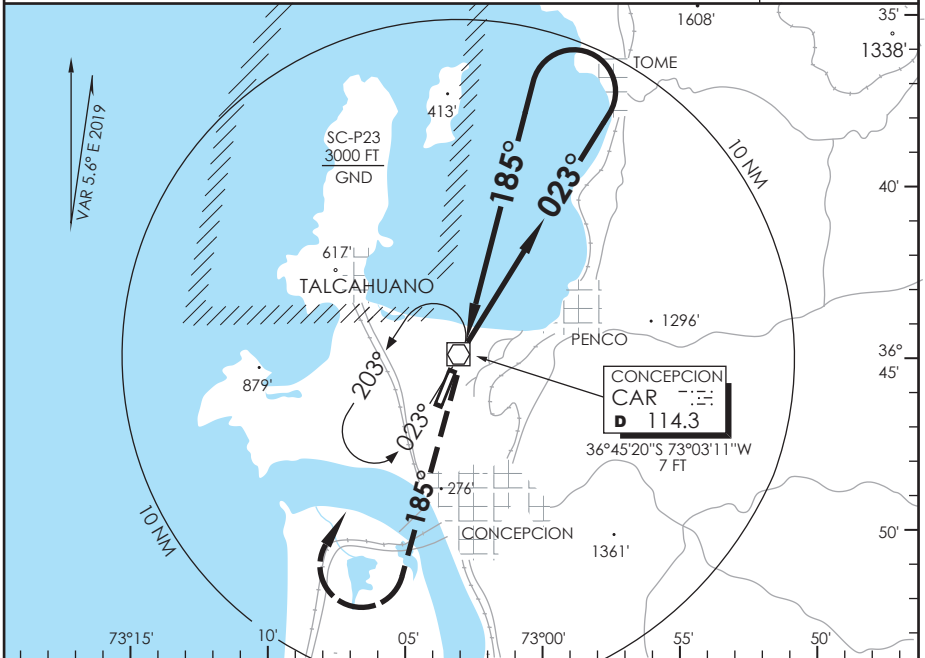 1608'
35'
1338'
TOME
413'
VAR 5.6° E 2019
SC-P23
3000 FT
GND
185°
023°
10 NM
40'
617'
TALCAHUANO
1296'
PENCO
36°
45'
879'
203°
CONCEPCION
CAR
D 114.3
36°45'20"S 73°03'11"W
7 FT
023°
185°
276'
CONCEPCION
10 NM
1361'
50'
73°15'
10'
05'
73°00'
55'
50'